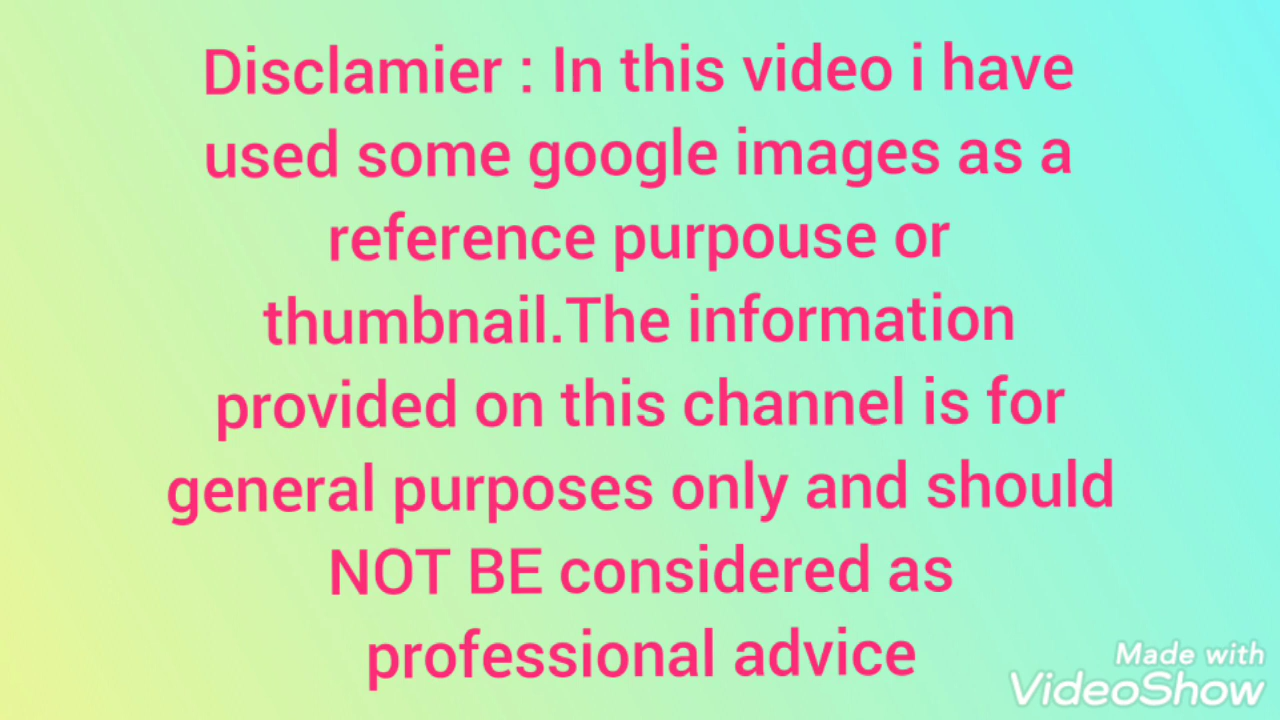 Disclamier : In this video i have
used some google images as a
reference purpouse or
thumbnail.The information
provided on this channel is for
general purposes only and should
NOT BE considered as
professional advice
Made with
VideoShow